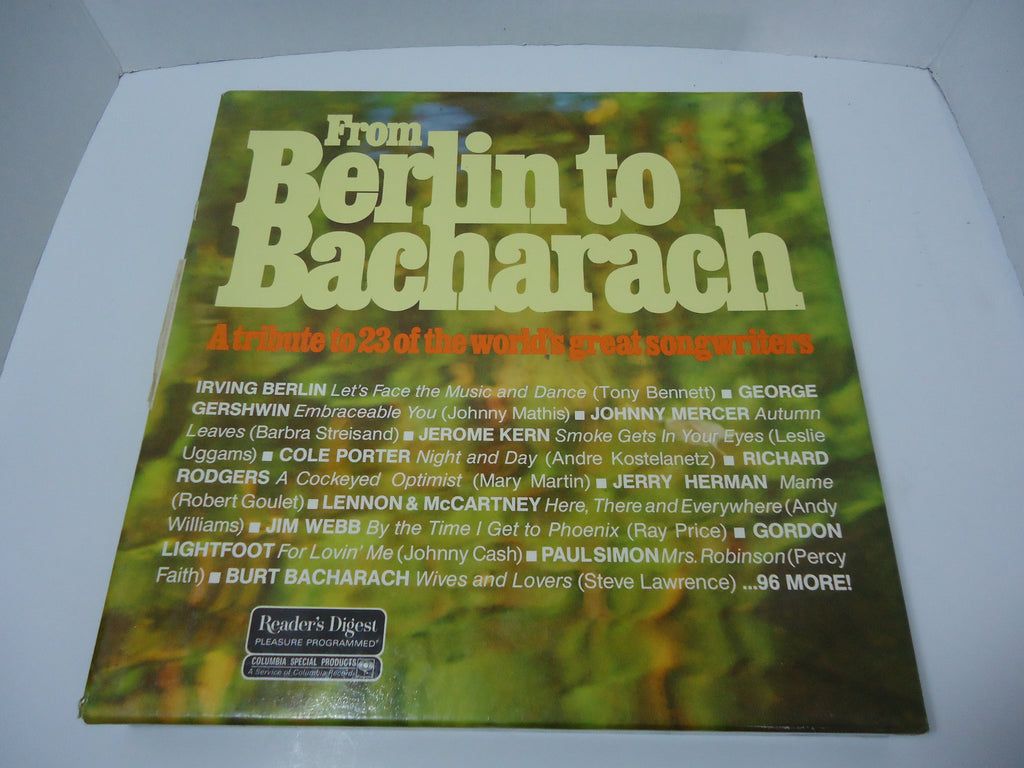 From
Berlin to
Bacharach
A tribute to 23 of the world's great songwriters
IRVING BERLIN Let's Face the Music and Dance (Tony Bennett) ■ GEORGE
GERSHWIN Embraceable You (Johnny Mathis) ■ JOHNNY MERCER Autumn
Leaves (Barbra Streisand) ■ JEROME KERN Smoke Gets In Your Eyes (Leslie
Uggams) ■ COLE PORTER Night and Day (Andre Kostelanetz) ■ RICHARD
RODGERS A Cockeyed Optimist (Mary Martin) ■ JERRY HERMAN Mame
(Robert Goulet) ■ LENNON & McCARTNEY Here, There and Everywhere (Andy
Williams) ■ JIM WEBB By the Time I Get to Phoenix (Ray Price) ■ GORDON
LIGHTFOOT For Lovin' Me (Johnny Cash) ■ PAUL SIMON Mrs. Robinson (Percy
Faith) ■ BURT BACHARACH Wives and Lovers (Steve Lawrence) ...96 MORE!
Reader's Digest
PLEASURE PROGRAMMED
COLUMBIA SPECIAL PRODUCTS
A Service of Columbia Records